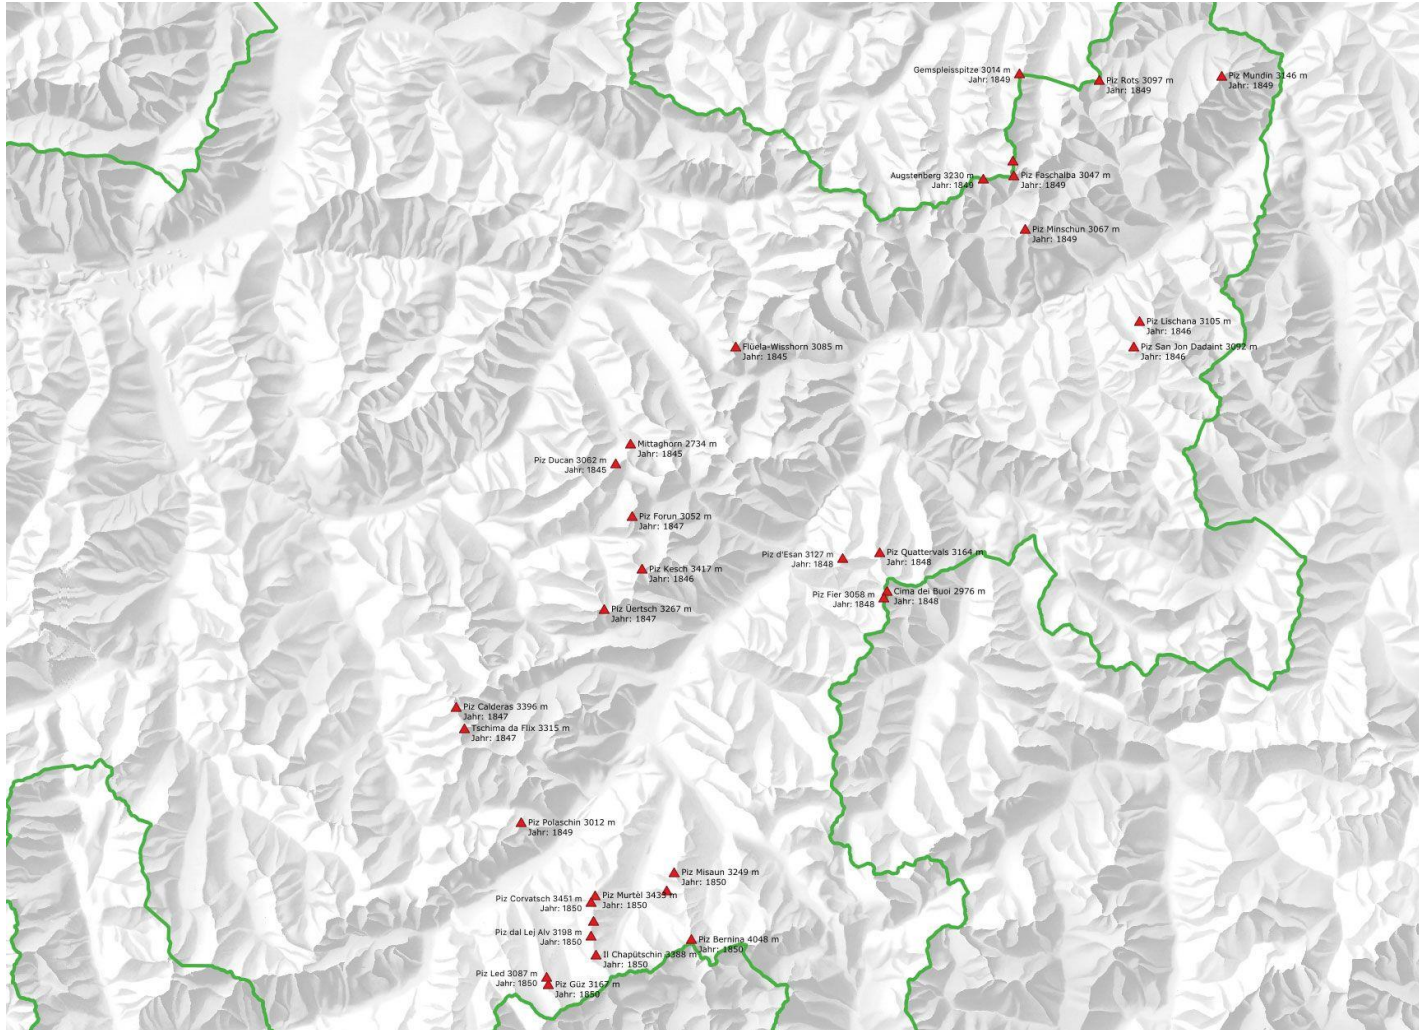 Gemspleisspitze 3014 m
Jahr: 1849
Piz Rots 3097 m
Jahr: 1849
Piz Mundin 3146 m
Jahr: 1849
Augstenberg 3230 m
Jahr: 1849
Piz Faschalba 3047 m
Jahr: 1849
Piz Minschun 3067 m
Jahr: 1849
Piz Lischana 3105 m
Jahr: 1846
Piz San Jon Dadaint 3092 m
Jahr: 1846
Flüela-Wisshorn 3085 m
Jahr: 1845
Mittaghorn 2734 m
Jahr: 1845
Piz Ducan 3062 m
Jahr: 1845
Piz Forun 3052 m
Jahr: 1847
Piz d'Esan 3127 m
Jahr: 1848
Piz Quattervals 3164 m
Jahr: 1848
Piz Kesch 3417 m
Jahr: 1846
Piz Fier 3058 m
Jahr: 1848
Cima dei Buoi 2976 m
Jahr: 1848
Piz Üertsch 3267 m
Jahr: 1847
Piz Calderas 3396 m
Jahr: 1847
Tschima da Flix 3315 m
Jahr: 1847
Piz Polaschin 3012 m
Jahr: 1849
Piz Misaun 3249 m
Jahr: 1850
Piz Corvatsch 3451 m
Jahr: 1850
Piz Murtèl 3433 m
Jahr: 1850
Piz dal Lej Alv 3198 m
Jahr: 1850
Piz Bernina 4048 m
Jahr: 1850
Il Chapütschin 3388 m
Jahr: 1850
Piz Led 3087 m
Jahr: 1850
Piz Güz 3167 m
Jahr: 1850